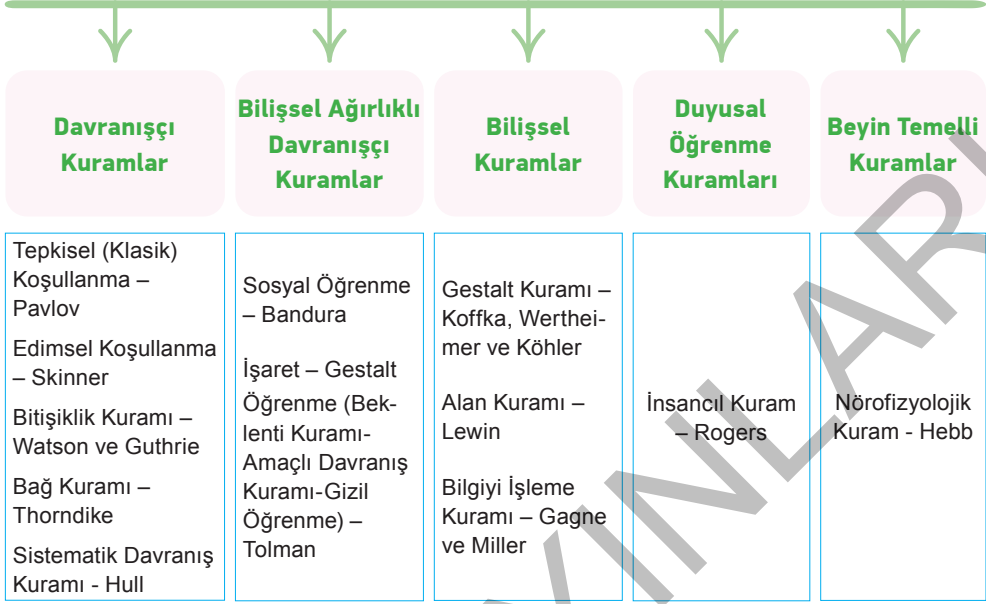 Davranışçı
Kuramlar
Bilişsel Ağırlıklı
Davranışçı
Kuramlar
Bilişsel
Kuramlar
Duyusal
Öğrenme
Kuramları
Beyin Temelli
Kuramlar
Tepkisel (Klasik)
Koşullanma –
Pavlov
Edimsel Koşullanma
– Skinner
Bitişiklik Kuramı –
Watson ve Guthrie
Bağ Kuramı –
Thorndike
Sistematik Davranış
Kuramı - Hull
Sosyal Öğrenme
– Bandura
İşaret – Gestalt
Öğrenme (Bek-
lenti Kuramı-
Amaçlı Davranış
Kuramı-Gizil
Öğrenme) –
Tolman
Gestalt Kuramı –
Koffka, Werthei-
mer ve Köhler
Alan Kuramı –
Lewin
Bilgiyi İşleme
Kuramı – Gagne
ve Miller
İnsancıl Kuram
– Rogers
Nörofizyolojik
Kuram - Hebb
YINLARI